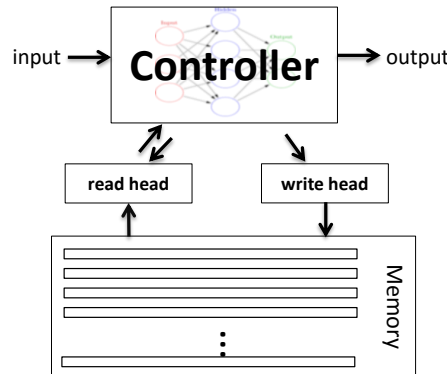 input
Controller
output
read head
write head
Memory